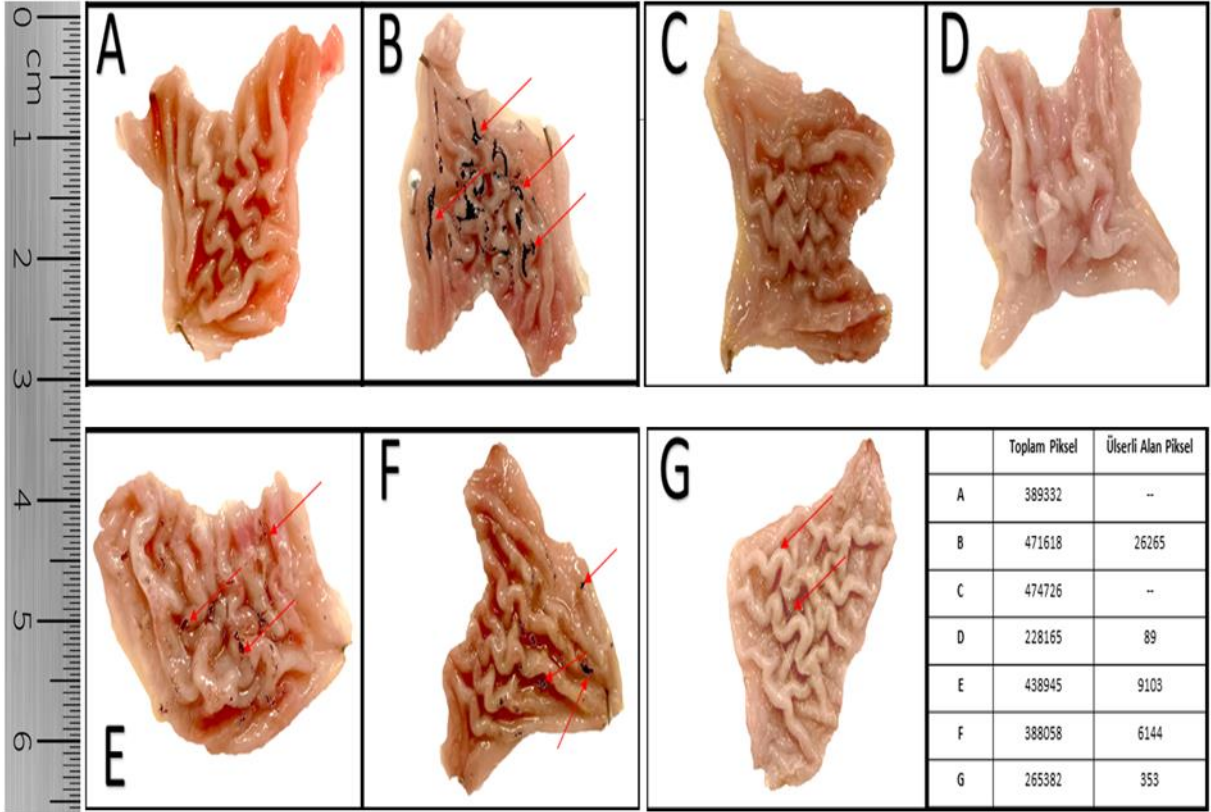 0 cm
1
2
3
4
5
6
A
B
C
D
E
F
G
Toplam Piksel Ülserli Alan Piksel
A 389332 --
B 471618 26265
C 474726 --
D 228165 89
E 438945 9103
F 388058 6144
G 265382 353